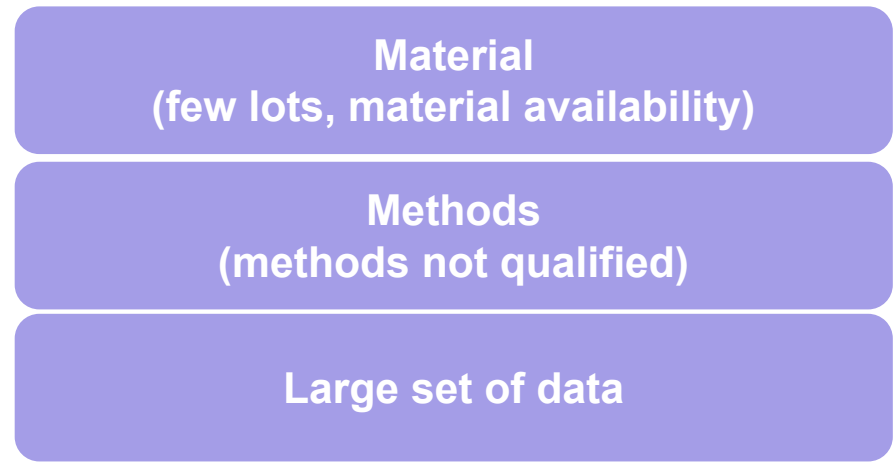 Material
(few lots, material availability)
Methods
(methods not qualified)
Large set of data